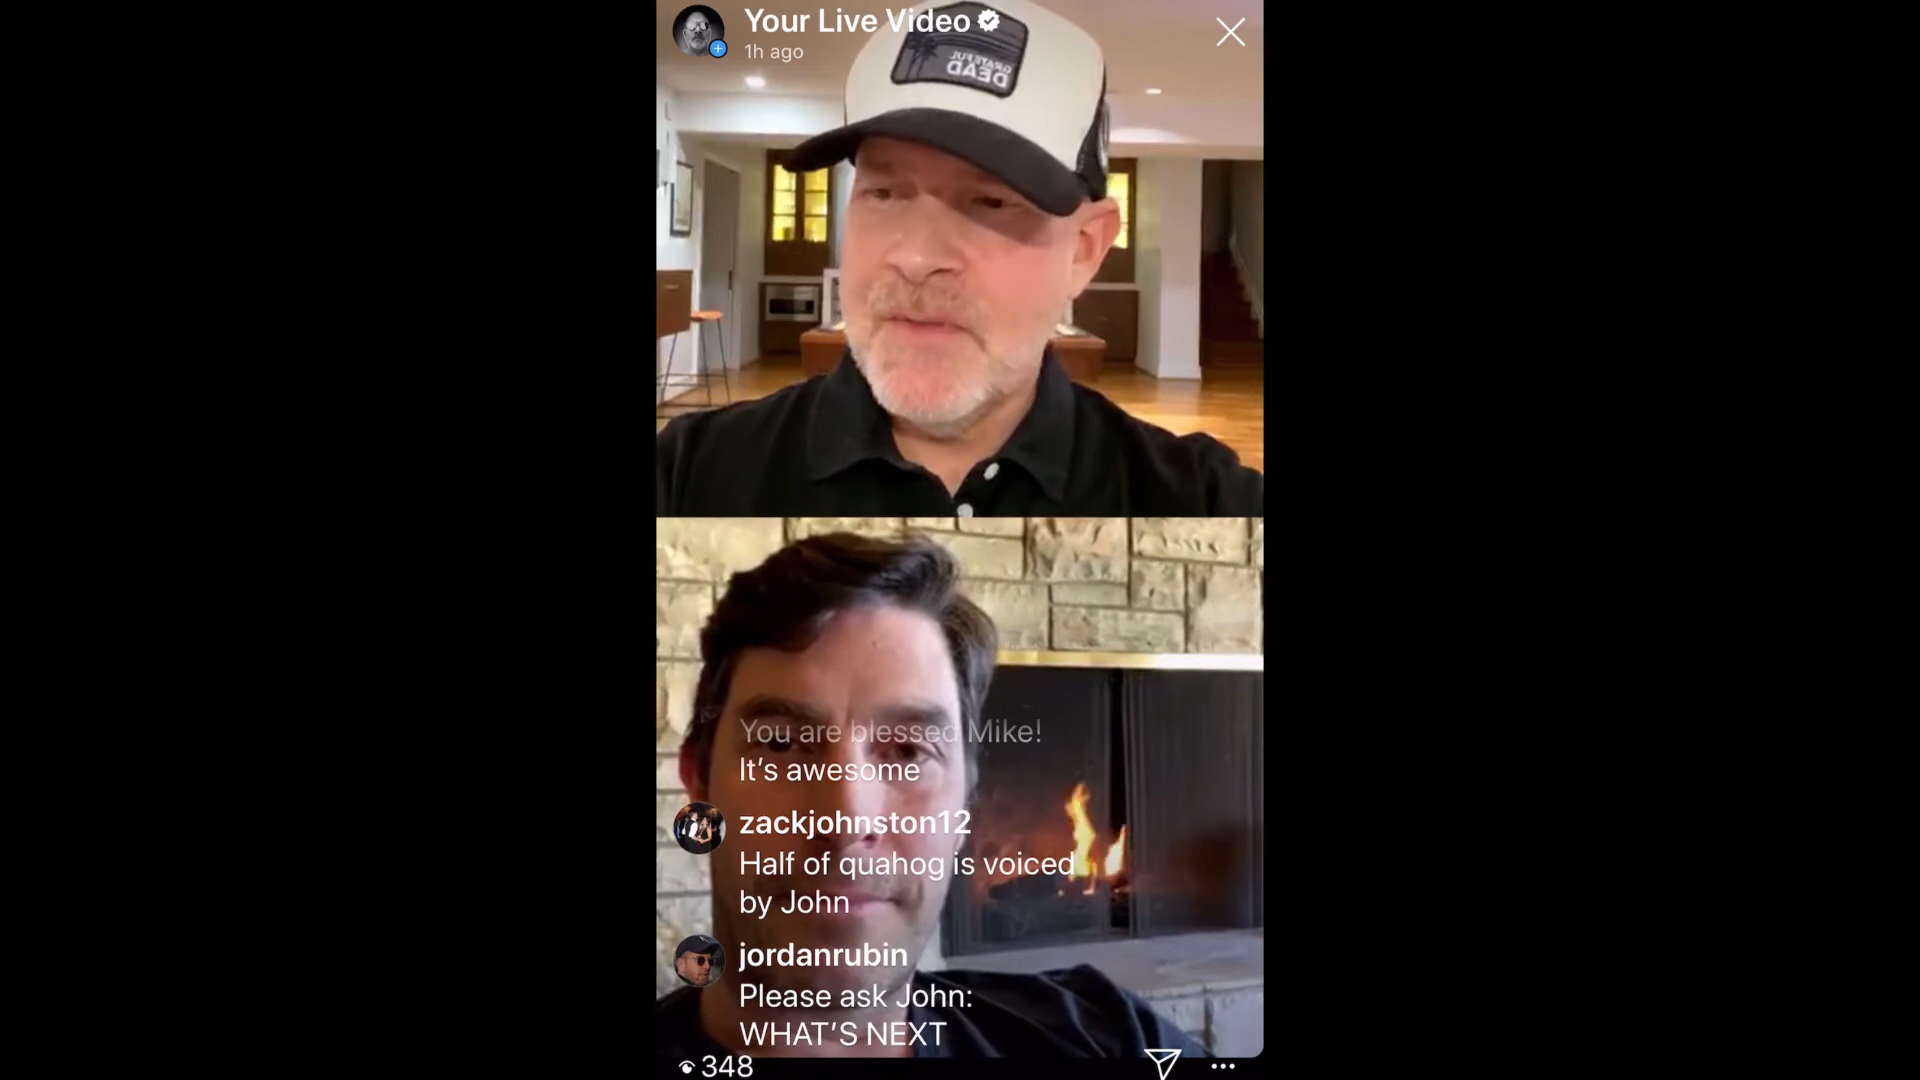 Your Live Video
1h ago
GRATEFUL
DEAD
You are blessed Mike!
It's awesome
zackjohnston12
Half of quahog is voiced
by John
jordanrubin
Please ask John:
WHAT'S NEXT
348